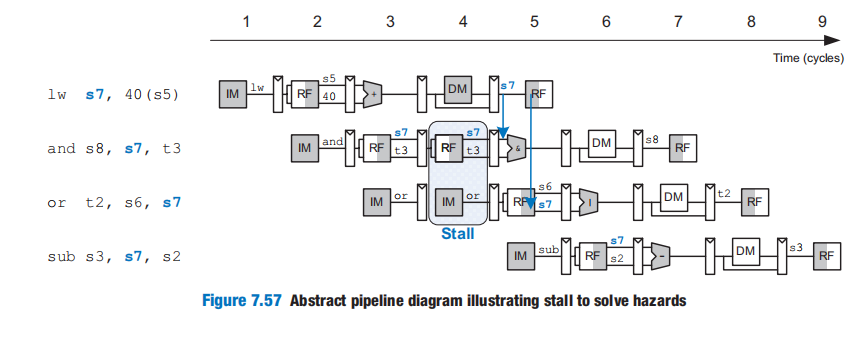 1 2 3 4 5 6 7 8 9
Time (cycles)
lw s7, 40(s5)
IM lw RF s5 40 + DM s7 RF
and s8, s7, t3
IM and RF s7 t3 RF s7 t3 & DM s8 RF
or t2, s6, s7
IM or IM or RF s6 s7 | DM t2 RF
Stall
sub s3, s7, s2
IM sub RF s7 s2 - DM s3 RF
Figure 7.57 Abstract pipeline diagram illustrating stall to solve hazards